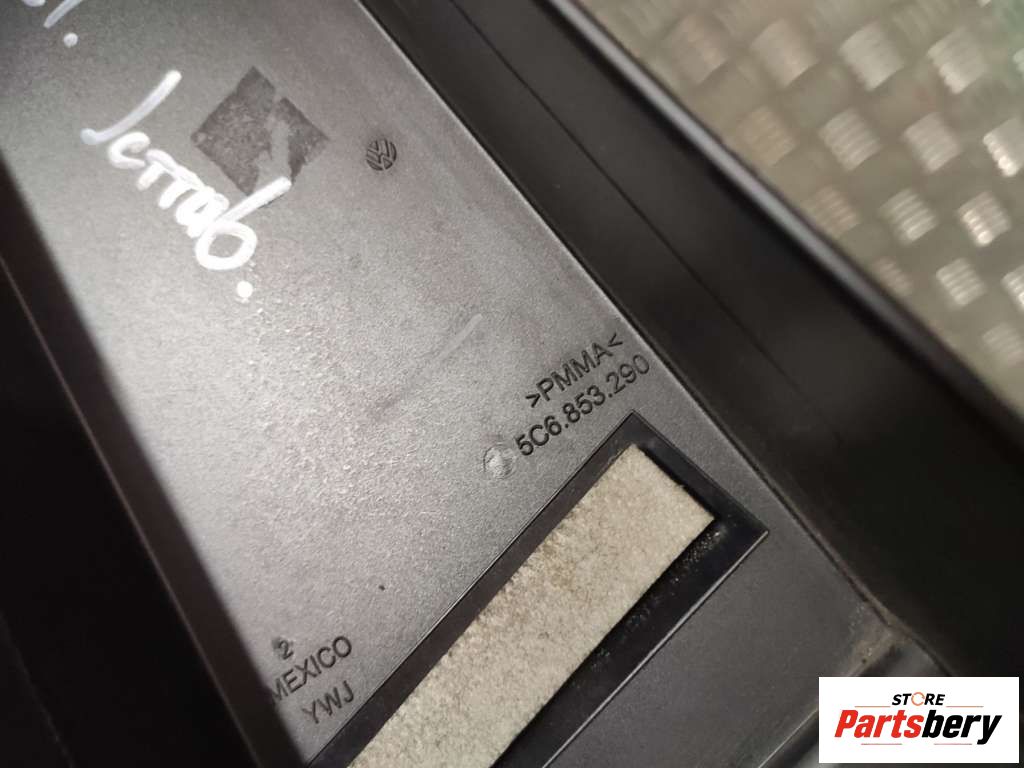 >PMMA<
5C6.853.290
2
MEXICO
YWJ
STORE
Partsbery